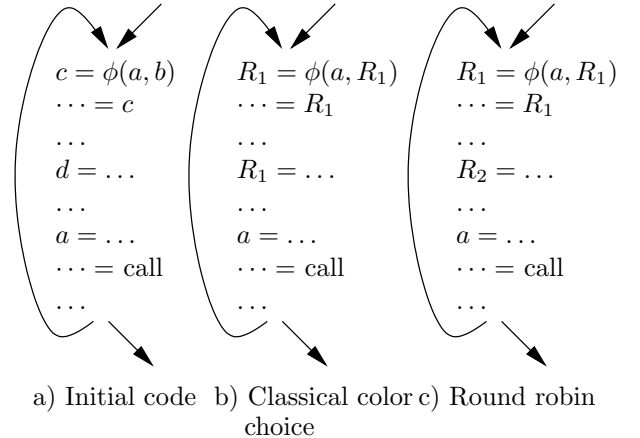 c = ϕ(a, b)
⋯ = c
…
d = …
…
a = …
⋯ = call
…
a) Initial code
R₁ = ϕ(a, R₁)
⋯ = R₁
…
R₁ = …
…
a = …
⋯ = call
…
b) Classical color
choice
R₁ = ϕ(a, R₁)
⋯ = R₁
…
R₂ = …
…
a = …
⋯ = call
…
c) Round robin